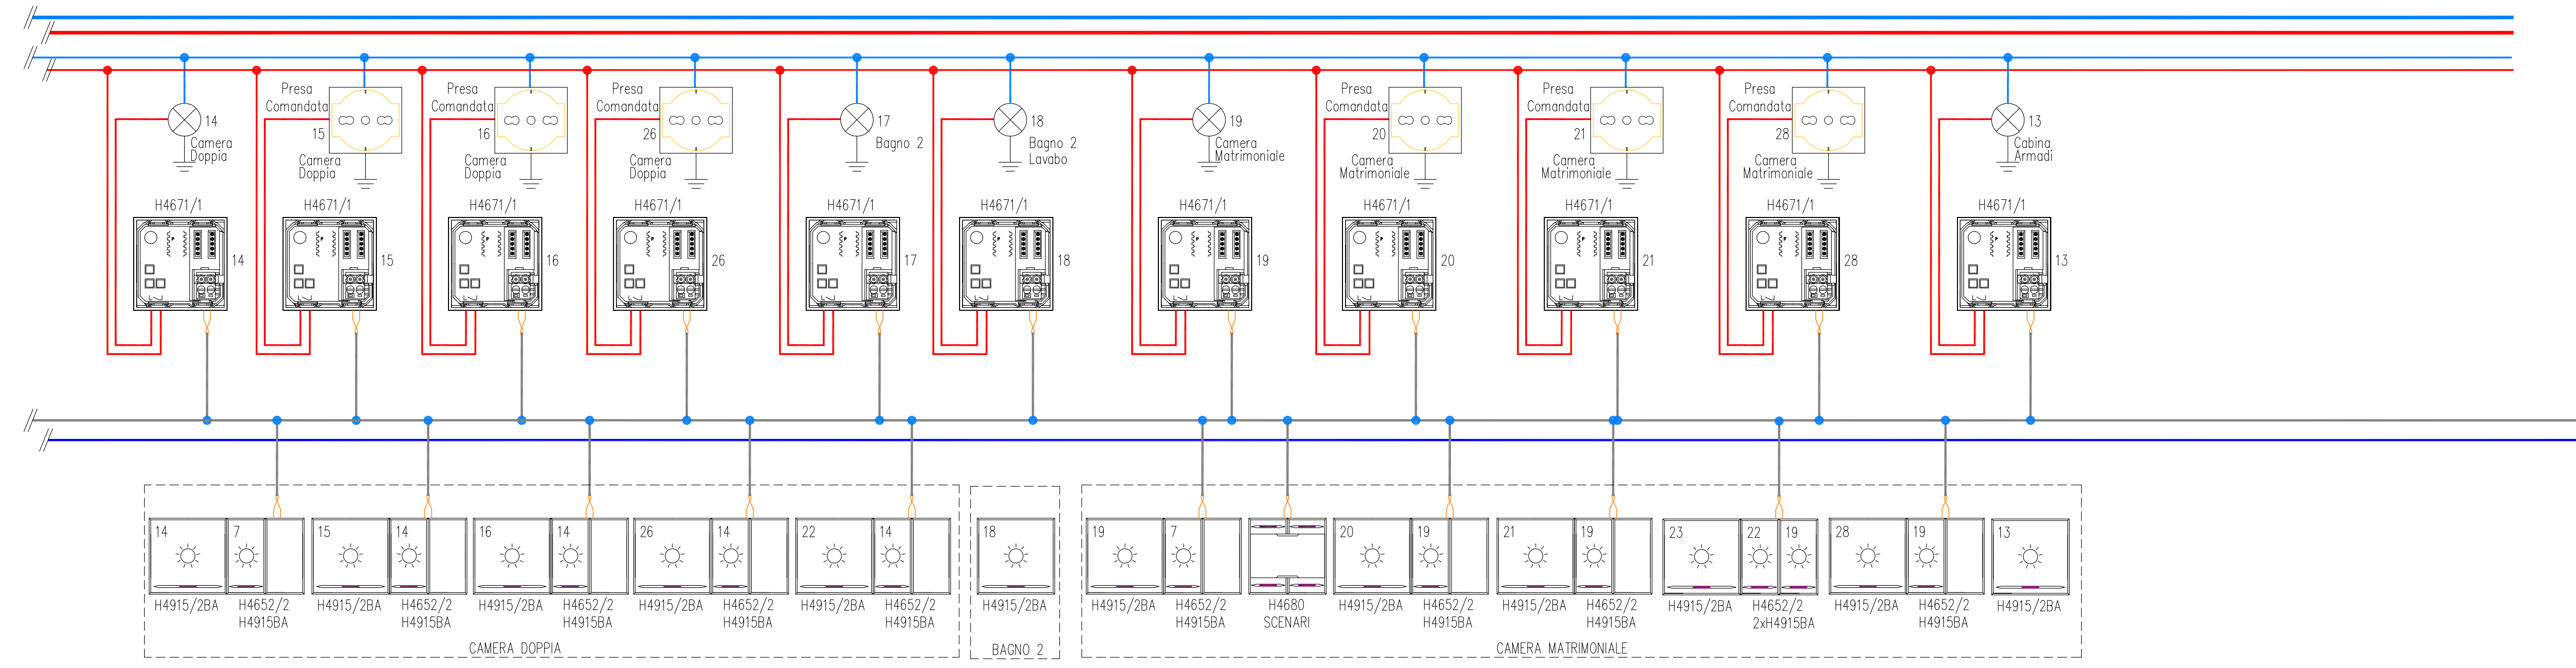 Presa
Comandata
15
Presa
Comandata
16
Presa
Comandata
26
Presa
Comandata
20
Presa
Comandata
21
Presa
Comandata
28
14
Camera
Doppia
Camera
Doppia
Camera
Doppia
Camera
Doppia
17
Bagno 2
18
Bagno 2
Lavabo
19
Camera
Matrimoniale
Camera
Matrimoniale
Camera
Matrimoniale
Camera
Matrimoniale
13
Cabina
Armadi
H4671/1
14
H4671/1
15
H4671/1
16
H4671/1
26
H4671/1
17
H4671/1
18
H4671/1
19
H4671/1
20
H4671/1
21
H4671/1
28
H4671/1
13
14
7
H4915/2BA
H4652/2
H4915BA
15
14
H4915/2BA
H4652/2
H4915BA
16
14
H4915/2BA
H4652/2
H4915BA
26
14
H4915/2BA
H4652/2
H4915BA
22
14
H4915/2BA
H4652/2
H4915BA
CAMERA DOPPIA
18
H4915/2BA
BAGNO 2
19
7
H4915/2BA
H4652/2
H4915BA
H4680
SCENARI
20
19
H4915/2BA
H4652/2
H4915BA
21
19
H4915/2BA
H4652/2
H4915BA
23
22
19
H4915/2BA
H4652/2
2xH4915BA
28
19
H4915/2BA
H4652/2
H4915BA
13
H4915/2BA
CAMERA MATRIMONIALE